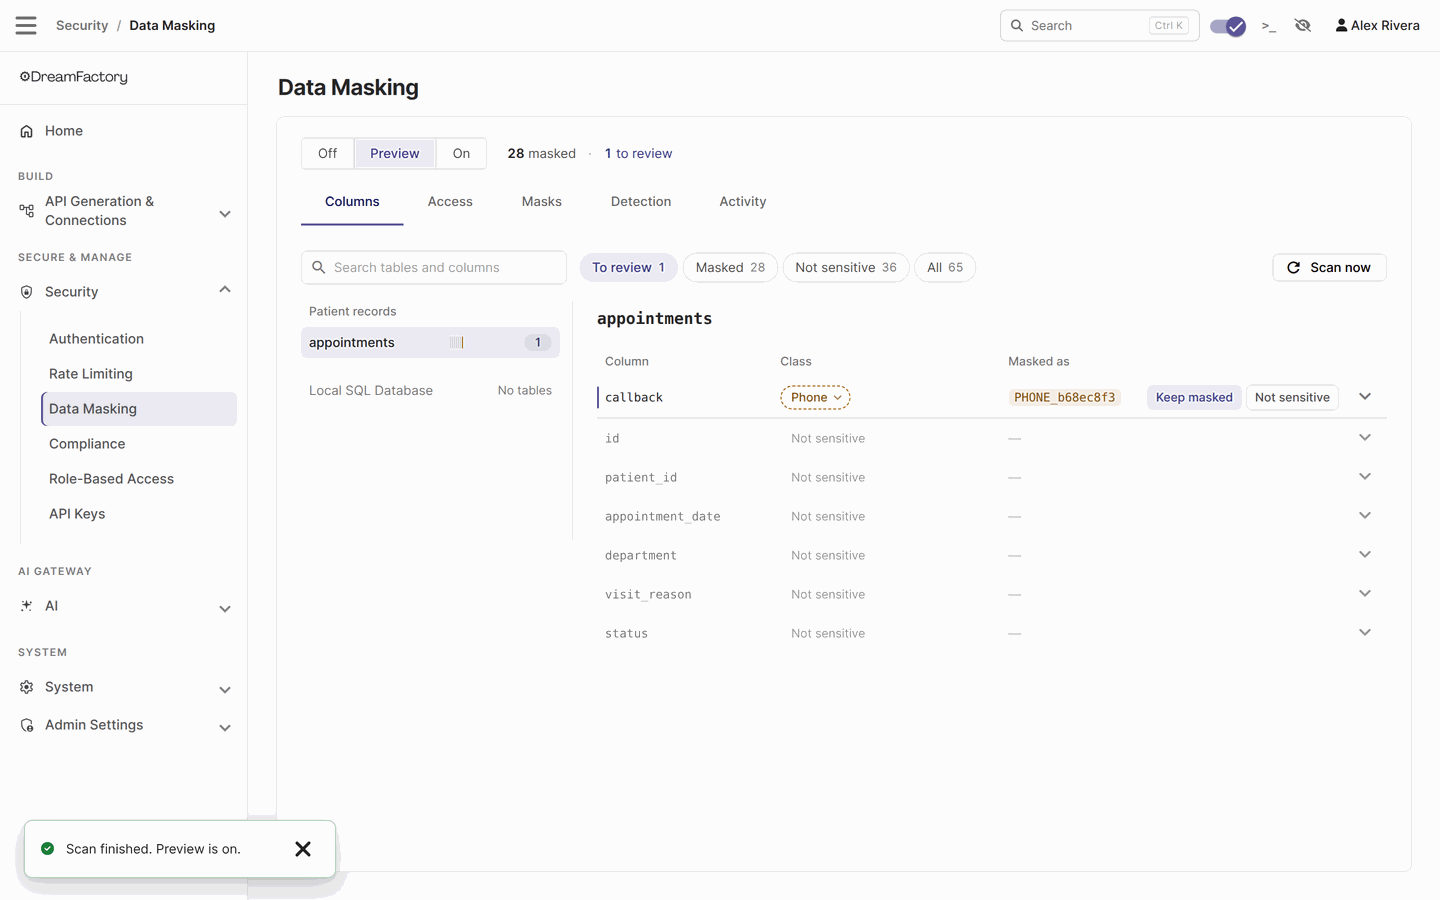 Security / Data Masking
Search Ctrl K
>_
Alex Rivera
DreamFactory
Home
BUILD
API Generation &
Connections
SECURE & MANAGE
Security
Authentication
Rate Limiting
Data Masking
Compliance
Role-Based Access
API Keys
AI GATEWAY
AI
SYSTEM
System
Admin Settings
Data Masking
Off Preview On 28 masked · 1 to review
Columns Access Masks Detection Activity
Search tables and columns
To review 1 Masked 28 Not sensitive 36 All 65
Scan now
Patient records
appointments 1
Local SQL Database No tables
appointments
Column Class Masked as
callback Phone PHONE_b68ec8f3 Keep masked Not sensitive
id Not sensitive —
patient_id Not sensitive —
appointment_date Not sensitive —
department Not sensitive —
visit_reason Not sensitive —
status Not sensitive —
Scan finished. Preview is on.